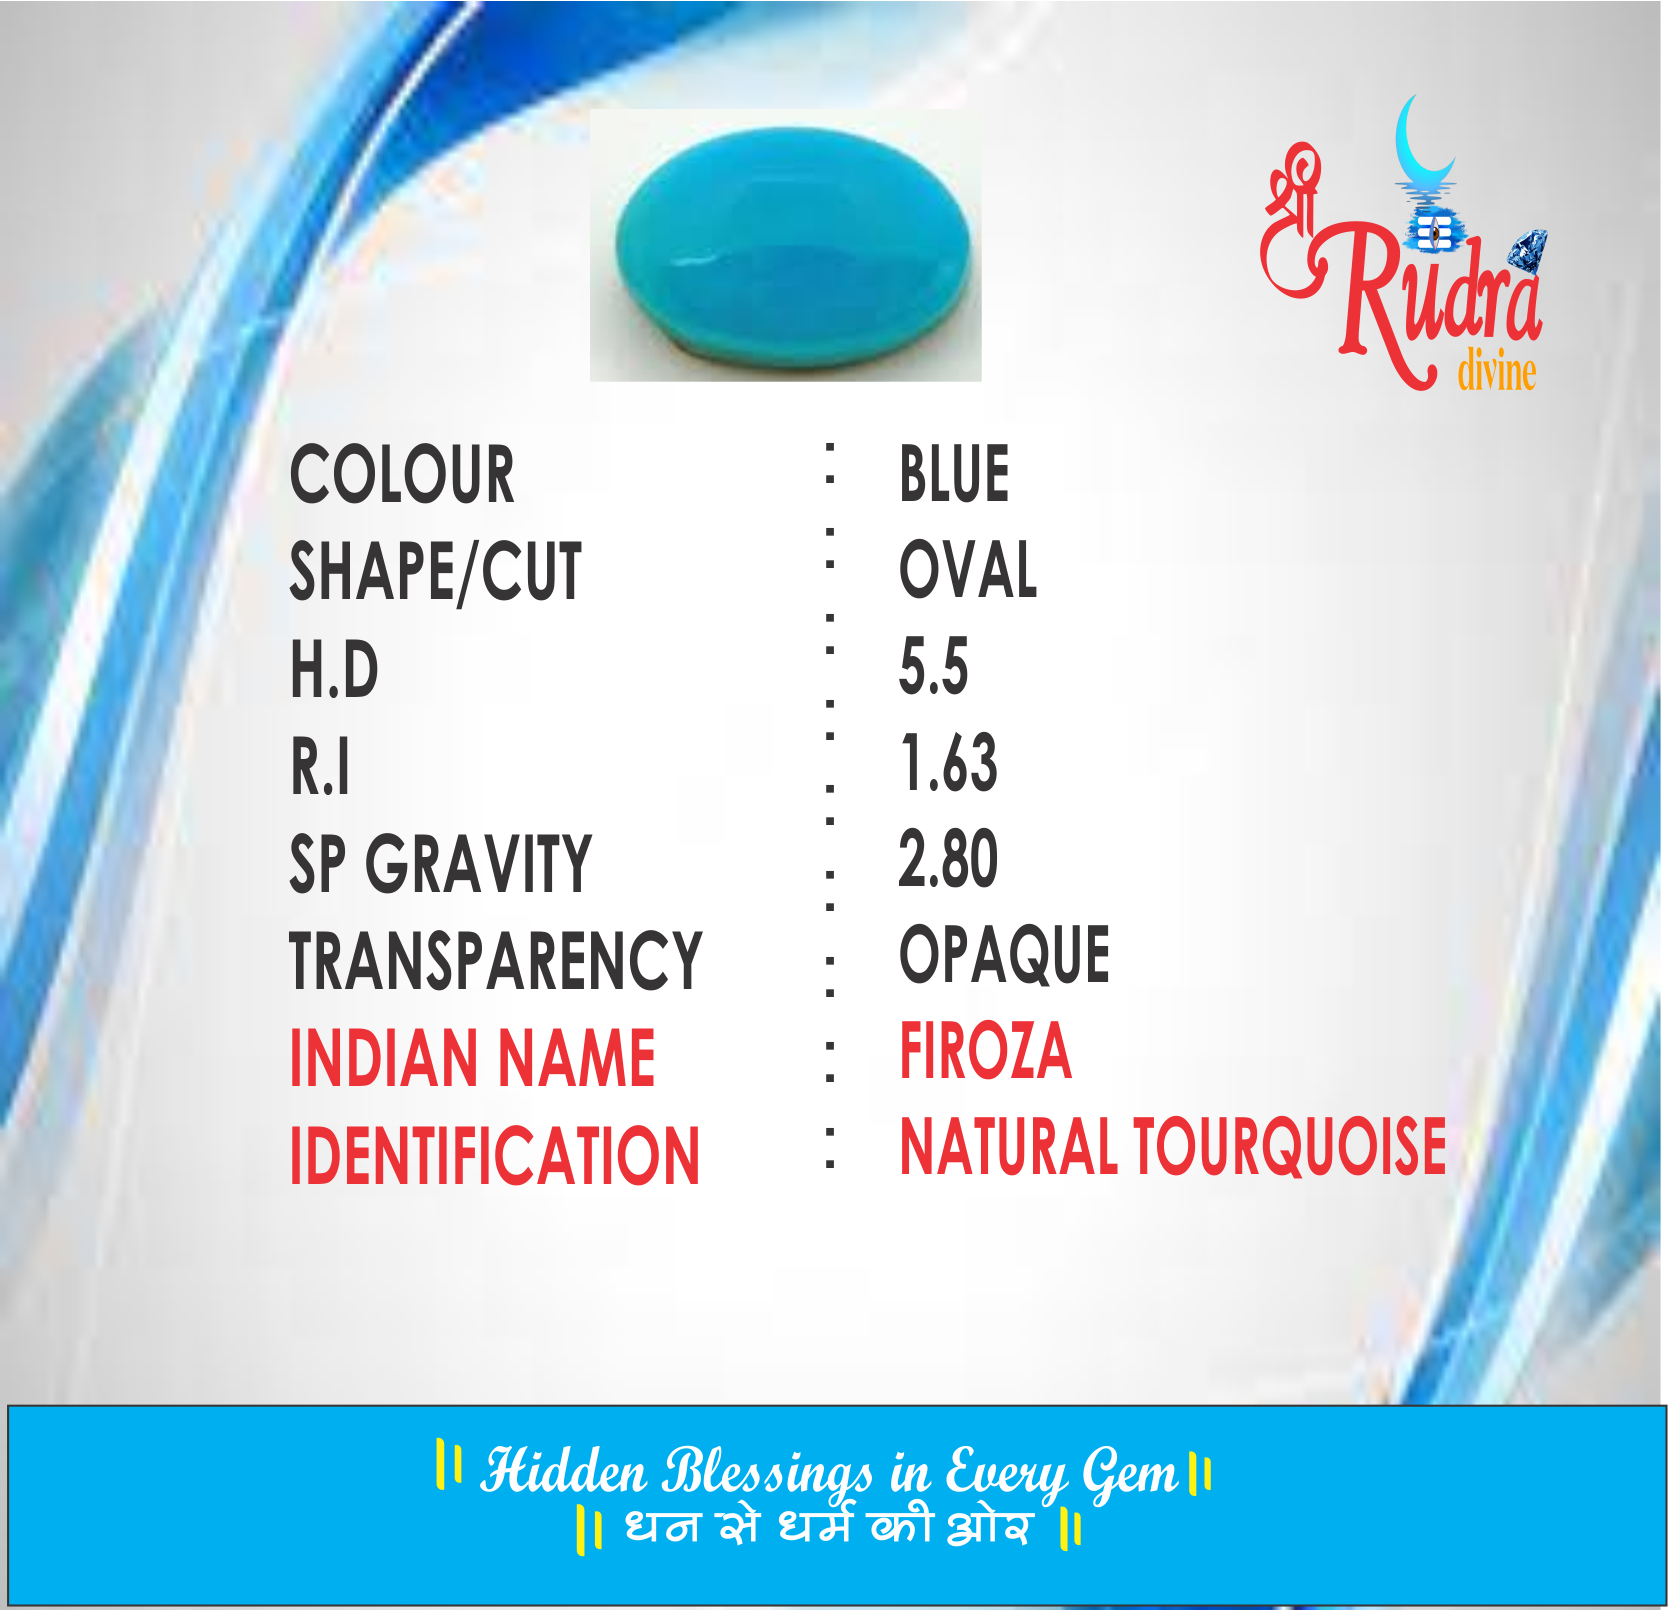 श्री
Rudra
divine
COLOUR : BLUE
SHAPE/CUT : OVAL
H.D : 5.5
R.I : 1.63
SP GRAVITY : 2.80
TRANSPARENCY : OPAQUE
INDIAN NAME : FIROZA
IDENTIFICATION : NATURAL TOURQUOISE
|| Hidden Blessings in Every Gem ||
|| धन से धर्म की ओर ||